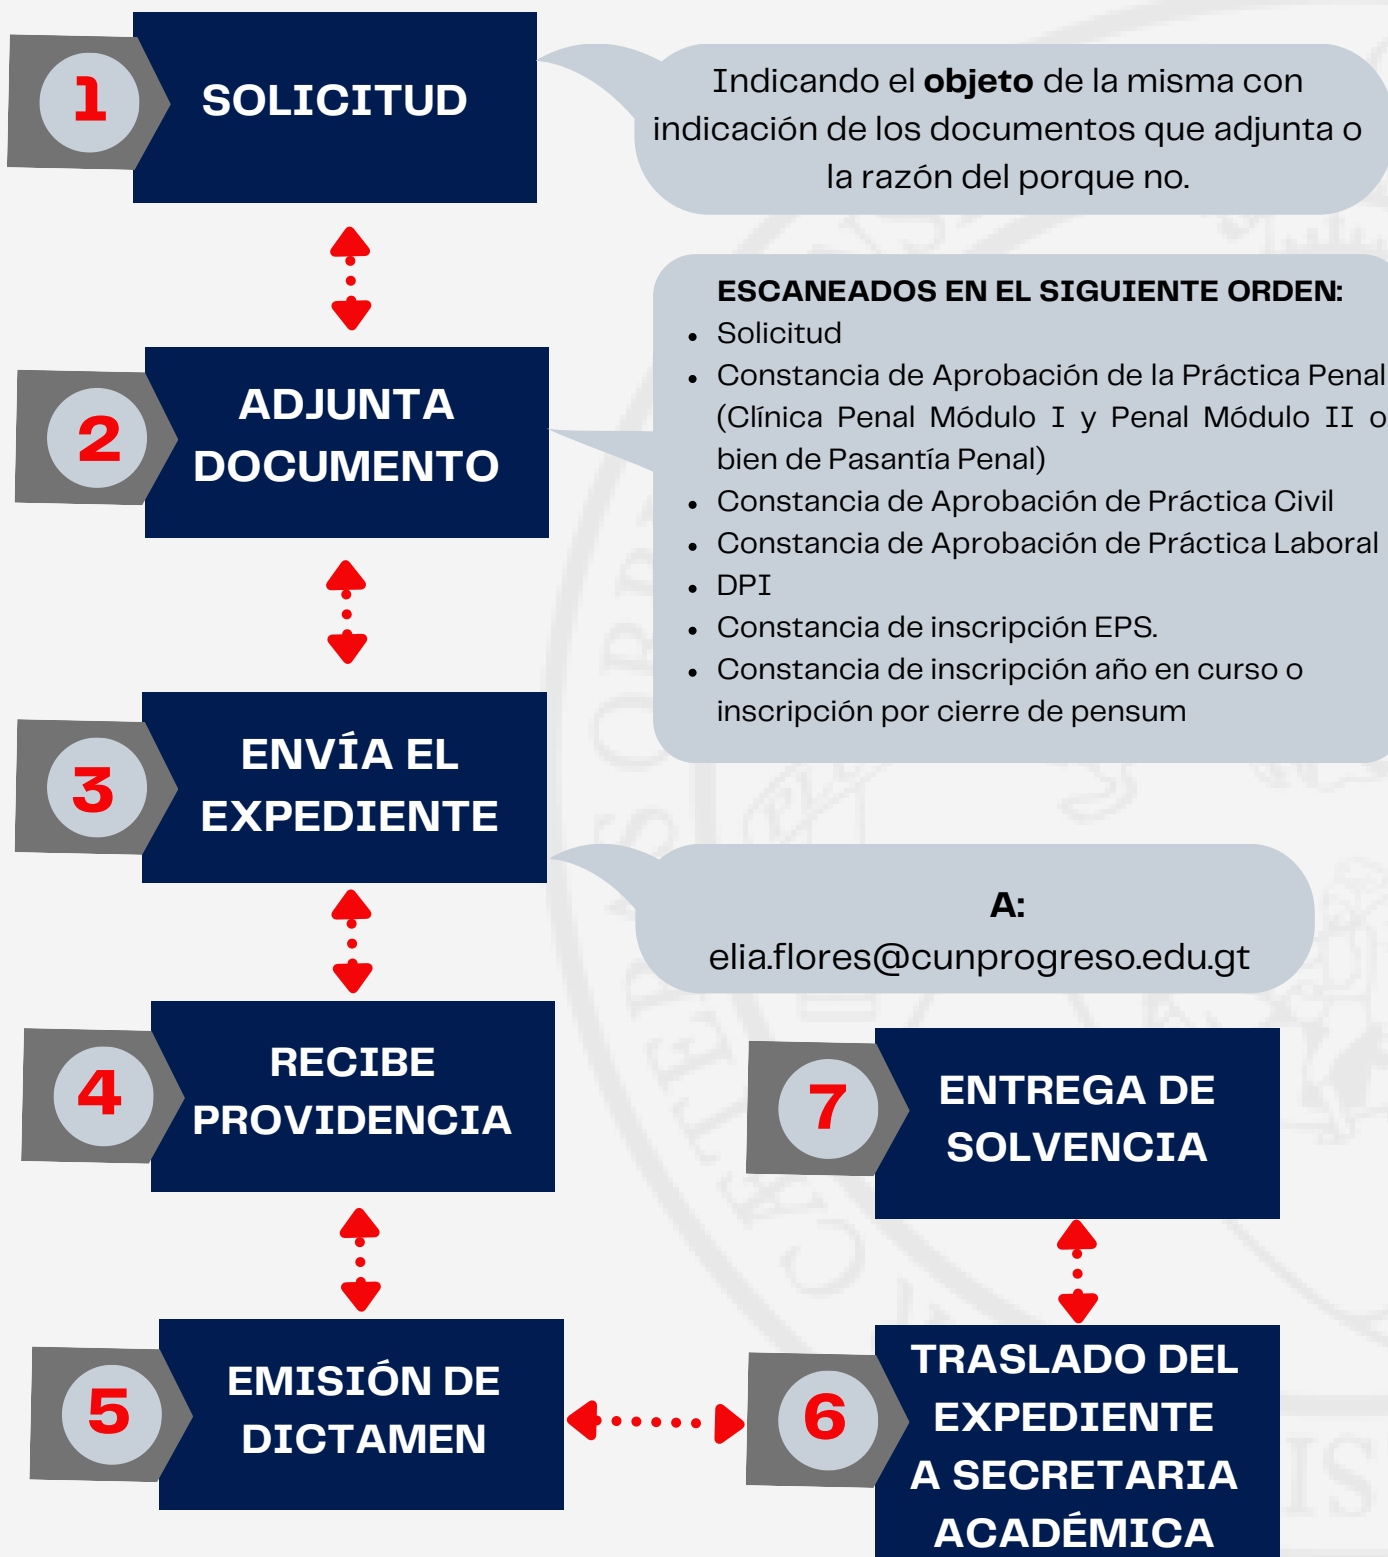 1
SOLICITUD
Indicando el objeto de la misma con
indicación de los documentos que adjunta o
la razón del porque no.
2
ADJUNTA
DOCUMENTO
ESCANEADOS EN EL SIGUIENTE ORDEN:
• Solicitud
• Constancia de Aprobación de la Práctica Penal
(Clínica Penal Módulo I y Penal Módulo II o
bien de Pasantía Penal)
• Constancia de Aprobación de Práctica Civil
• Constancia de Aprobación de Práctica Laboral
• DPI
• Constancia de inscripción EPS.
• Constancia de inscripción año en curso o
inscripción por cierre de pensum
3
ENVÍA EL
EXPEDIENTE
A:
elia.flores@cunprogreso.edu.gt
4
RECIBE
PROVIDENCIA
5
EMISIÓN DE
DICTAMEN
6
TRASLADO DEL
EXPEDIENTE
A SECRETARIA
ACADÉMICA
7
ENTREGA DE
SOLVENCIA